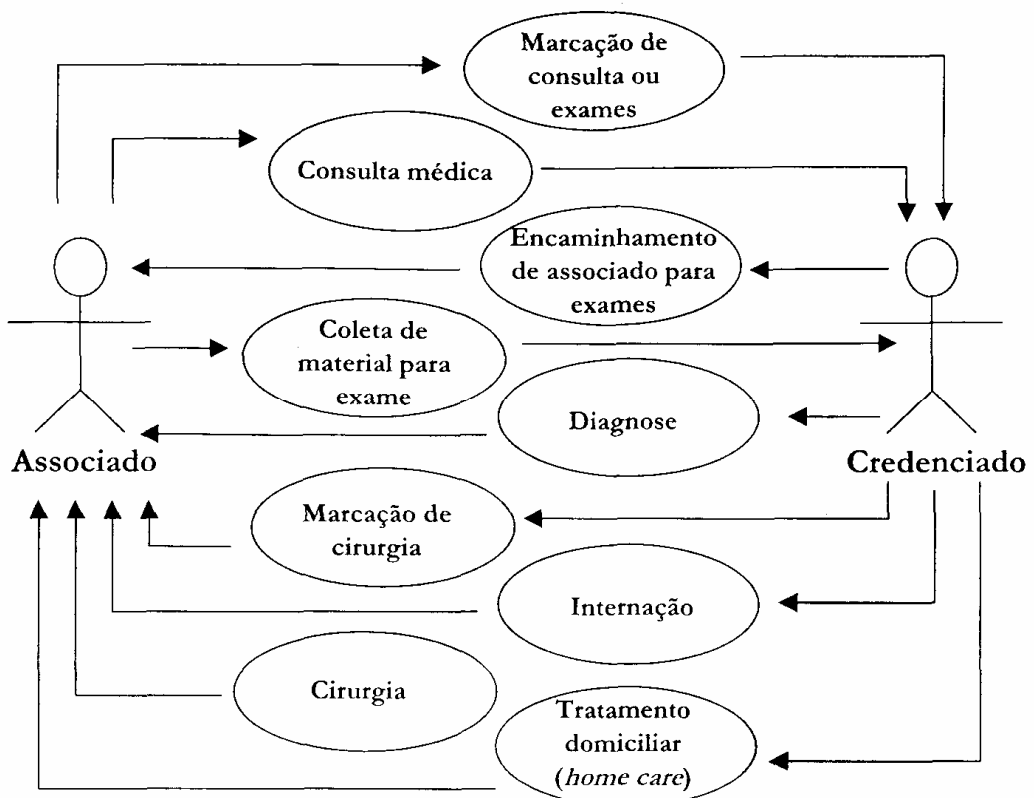 Marcação de
consulta ou
exames
Consulta médica
Encaminhamento
de associado para
exames
Coleta de
material para
exame
Diagnose
Associado
Credenciado
Marcação de
cirurgia
Internação
Cirurgia
Tratamento
domiciliar
(home care)